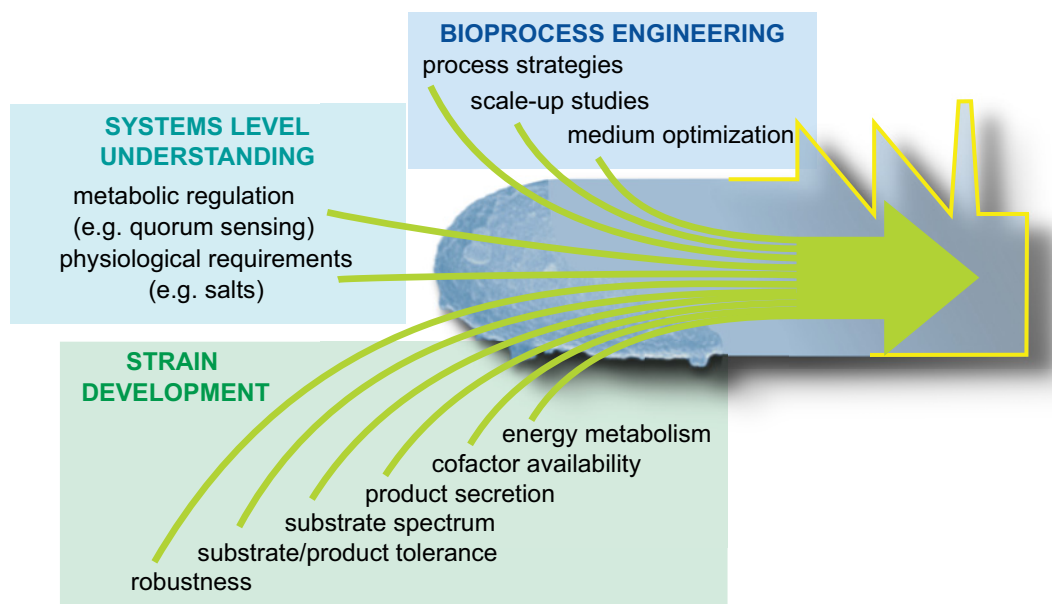 BIOPROCESS ENGINEERING
process strategies
scale-up studies
medium optimization
SYSTEMS LEVEL
UNDERSTANDING
metabolic regulation
(e.g. quorum sensing)
physiological requirements
(e.g. salts)
STRAIN
DEVELOPMENT
energy metabolism
cofactor availability
product secretion
substrate spectrum
substrate/product tolerance
robustness